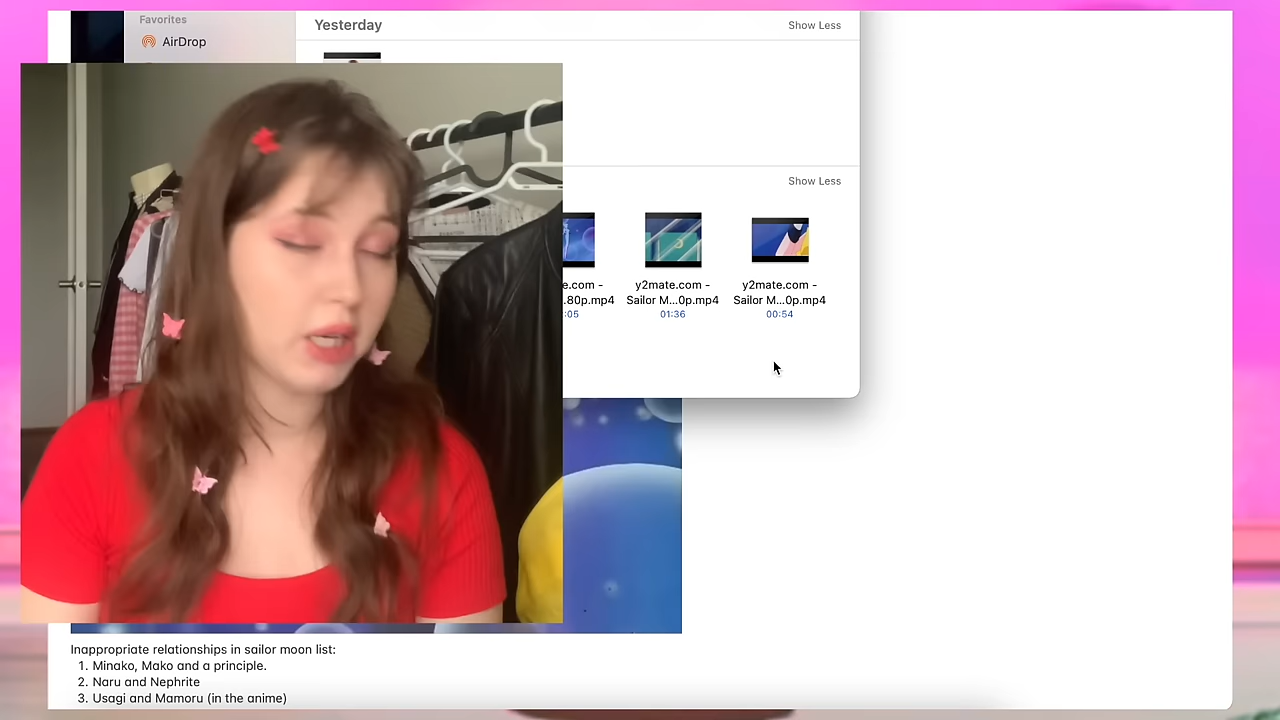 Favorites
Yesterday
Show Less
AirDrop
Show Less
e.com -
.80p.mp4
:05
y2mate.com -
Sailor M...0p.mp4
01:36
y2mate.com -
Sailor M...0p.mp4
00:54
Inappropriate relationships in sailor moon list:
1. Minako, Mako and a principle.
2. Naru and Nephrite
3. Usagi and Mamoru (in the anime)